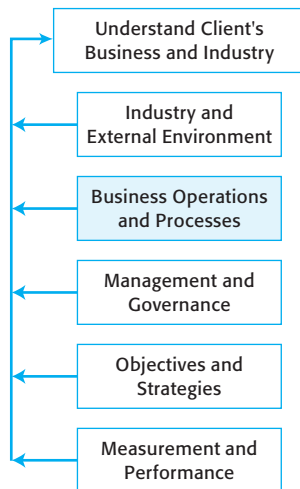 Understand Client's
Business and Industry
Industry and
External Environment
Business Operations
and Processes
Management and
Governance
Objectives and
Strategies
Measurement and
Performance